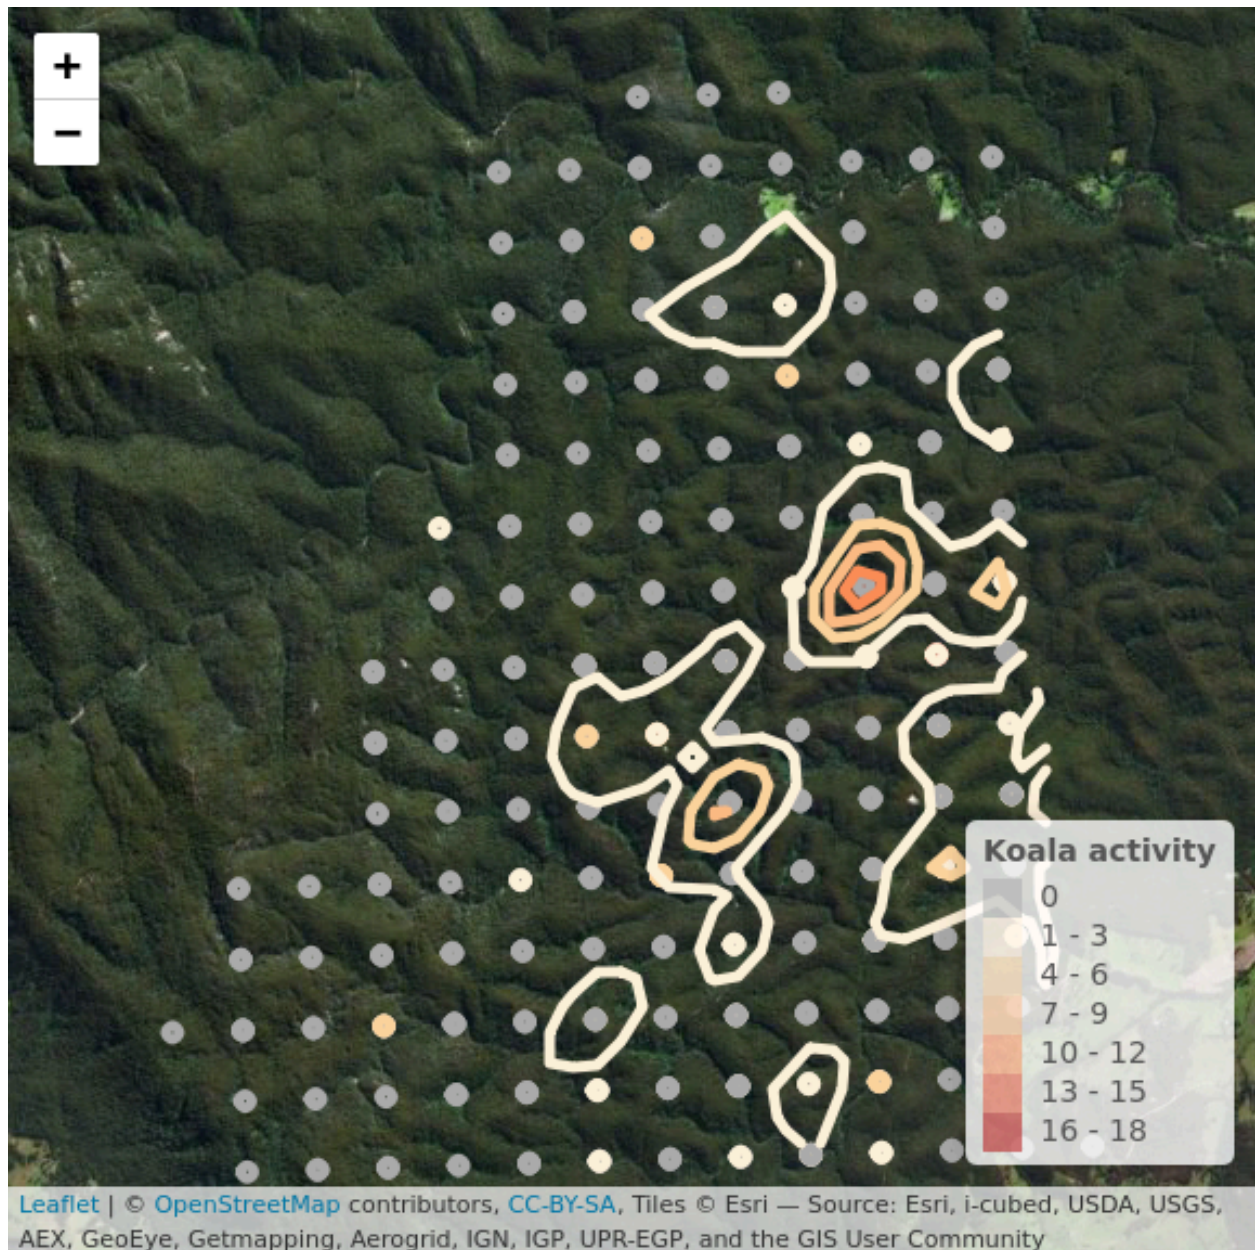 +
−
Koala activity
0
1 - 3
4 - 6
7 - 9
10 - 12
13 - 15
16 - 18
Leaflet | © OpenStreetMap contributors, CC-BY-SA, Tiles © Esri — Source: Esri, i-cubed, USDA, USGS,
AEX, GeoEye, Getmapping, Aerogrid, IGN, IGP, UPR-EGP, and the GIS User Community